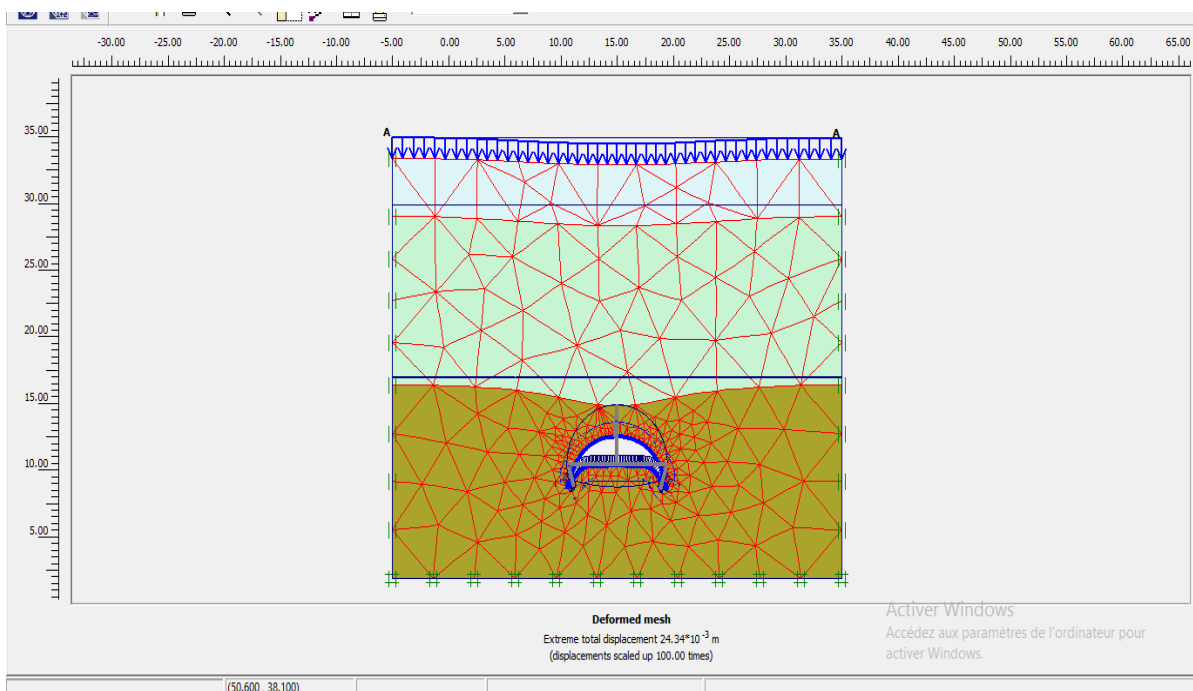 -30.00 -25.00 -20.00 -15.00 -10.00 -5.00 0.00 5.00 10.00 15.00 20.00 25.00 30.00 35.00 40.00 45.00 50.00 55.00 60.00 65.00
35.00
30.00
25.00
20.00
15.00
10.00
5.00
A A
Deformed mesh
Extreme total displacement 24.34*10 -3 m
(displacements scaled up 100.00 times)
Activer Windows
Accédez aux paramètres de l'ordinateur pour
activer Windows.
(50.600 , 38.100)